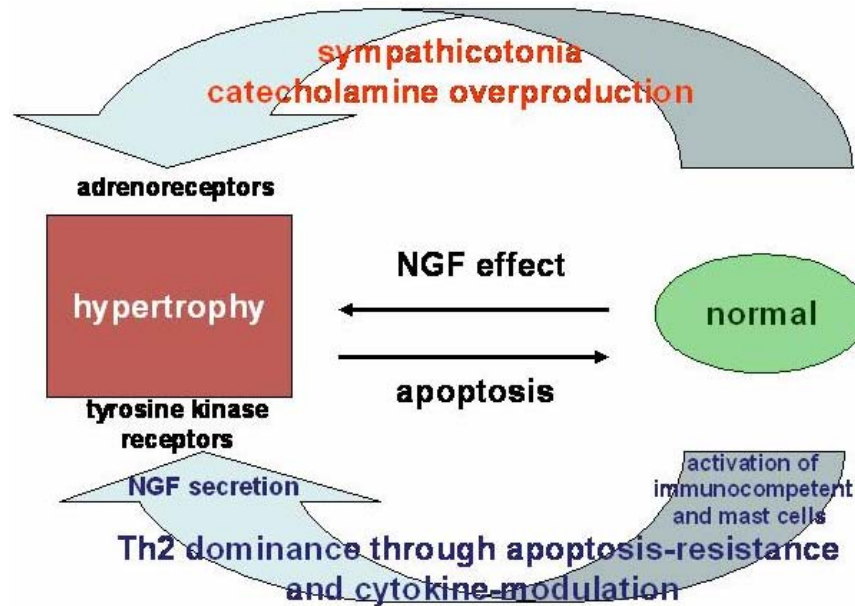 sympathicotonia
catecholamine overproduction
adrenoreceptors
NGF effect
hypertrophy
normal
apoptosis
tyrosine kinase
receptors
NGF secretion
activation of
immunocompetent
and mast cells
Th2 dominance through apoptosis-resistance
and cytokine-modulation